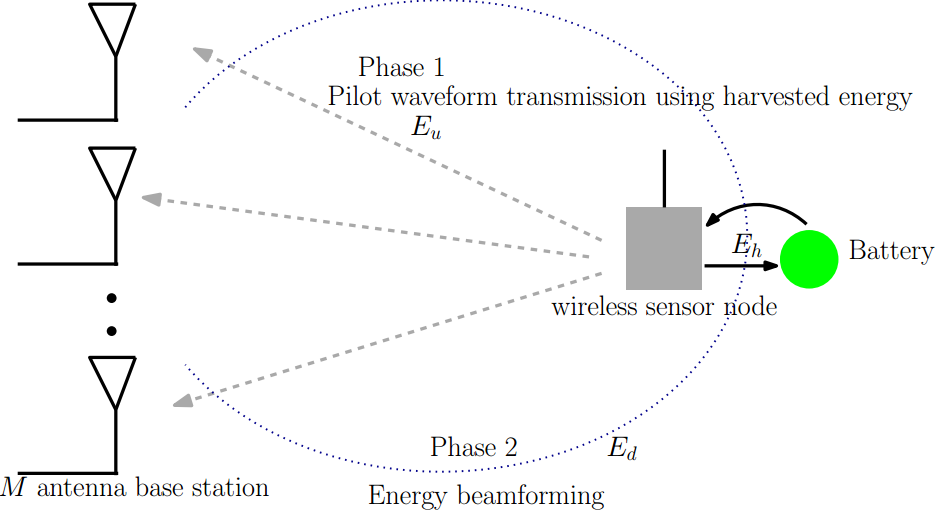 Phase 1
Pilot waveform transmission using harvested energy
E_u
E_h
Battery
wireless sensor node
Phase 2
E_d
M antenna base station
Energy beamforming